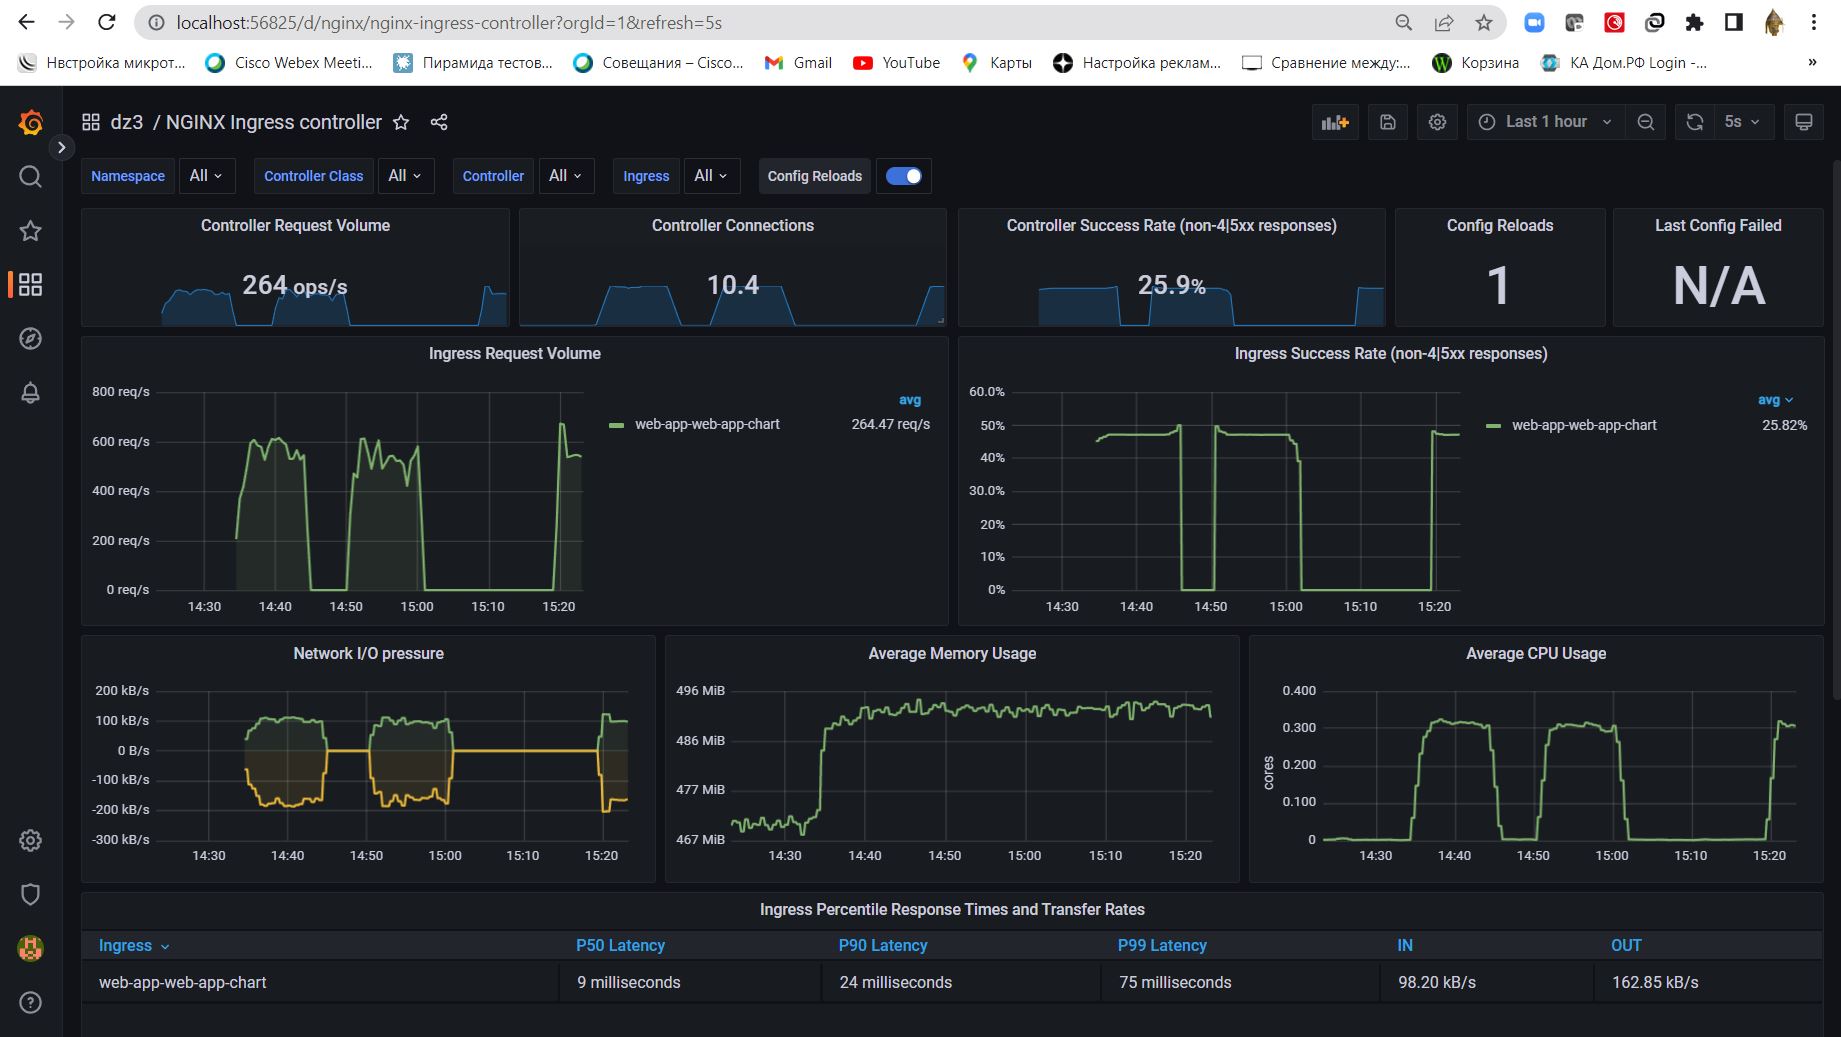 localhost:56825/d/nginx/nginx-ingress-controller?orgId=1&refresh=5s
Нвстройка микрот... Cisco Webex Meeti... Пирамида тестов... Совещания – Cisco... Gmail YouTube Карты Настройка реклам... Сравнение между:... Корзина КА Дом.РФ Login -... »
dz3 / NGINX Ingress controller
Last 1 hour 5s
Namespace All Controller Class All Controller All Ingress All Config Reloads
Controller Request Volume
264 ops/s
Controller Connections
10.4
Controller Success Rate (non-4|5xx responses)
25.9%
Config Reloads
1
Last Config Failed
N/A
Ingress Request Volume
800 req/s
600 req/s
400 req/s
200 req/s
0 req/s
14:30 14:40 14:50 15:00 15:10 15:20
avg
web-app-web-app-chart 264.47 req/s
Ingress Success Rate (non-4|5xx responses)
60.0%
50%
40%
30.0%
20%
10%
0%
14:30 14:40 14:50 15:00 15:10 15:20
avg
web-app-web-app-chart 25.82%
Network I/O pressure
200 kB/s
100 kB/s
0 B/s
-100 kB/s
-200 kB/s
-300 kB/s
14:30 14:40 14:50 15:00 15:10 15:20
Average Memory Usage
496 MiB
486 MiB
477 MiB
467 MiB
14:30 14:40 14:50 15:00 15:10 15:20
Average CPU Usage
cores
0.400
0.300
0.200
0.100
0
14:30 14:40 14:50 15:00 15:10 15:20
Ingress Percentile Response Times and Transfer Rates
Ingress P50 Latency P90 Latency P99 Latency IN OUT
web-app-web-app-chart 9 milliseconds 24 milliseconds 75 milliseconds 98.20 kB/s 162.85 kB/s